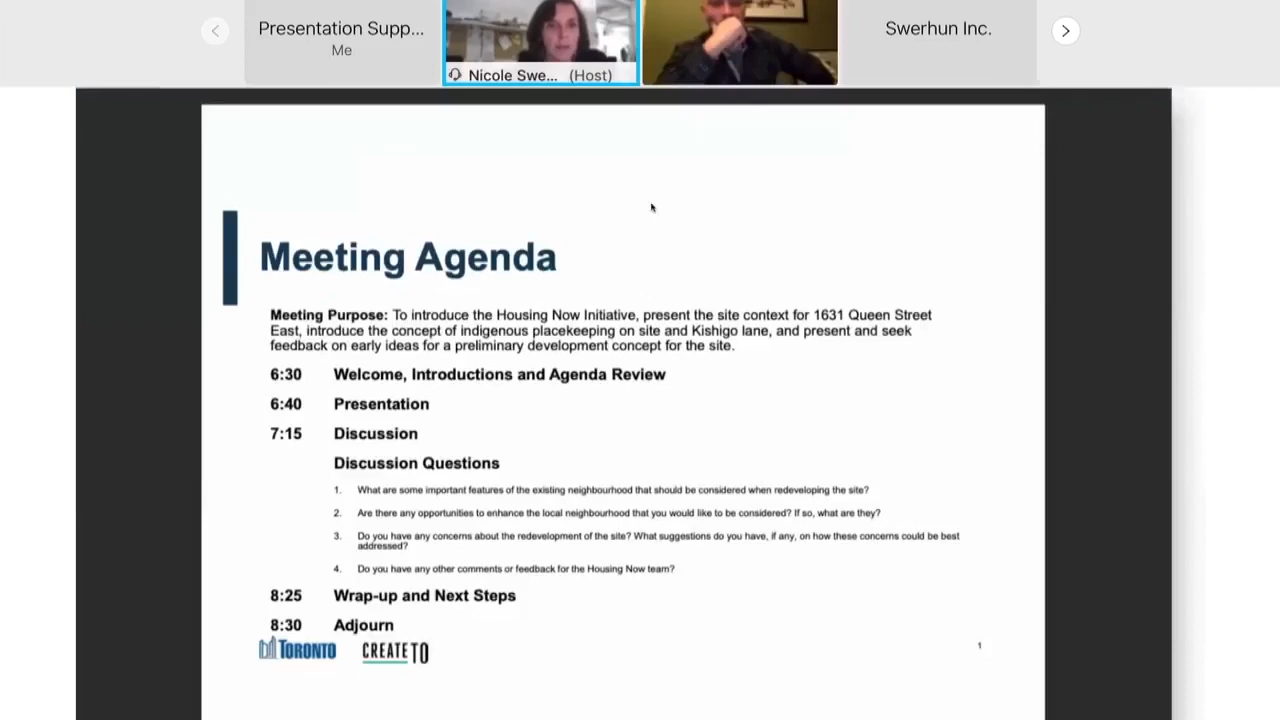 Presentation Supp...
Me
Nicole Swe... (Host)
Swerhun Inc.
Meeting Agenda
Meeting Purpose: To introduce the Housing Now Initiative, present the site context for 1631 Queen Street
East, introduce the concept of indigenous placekeeping on site and Kishigo lane, and present and seek
feedback on early ideas for a preliminary development concept for the site.
6:30 Welcome, Introductions and Agenda Review
6:40 Presentation
7:15 Discussion
Discussion Questions
1. What are some important features of the existing neighbourhood that should be considered when redeveloping the site?
2. Are there any opportunities to enhance the local neighbourhood that you would like to be considered? If so, what are they?
3. Do you have any concerns about the redevelopment of the site? What suggestions do you have, if any, on how these concerns could be best
addressed?
4. Do you have any other comments or feedback for the Housing Now team?
8:25 Wrap-up and Next Steps
8:30 Adjourn
TORONTO CREATETO
1